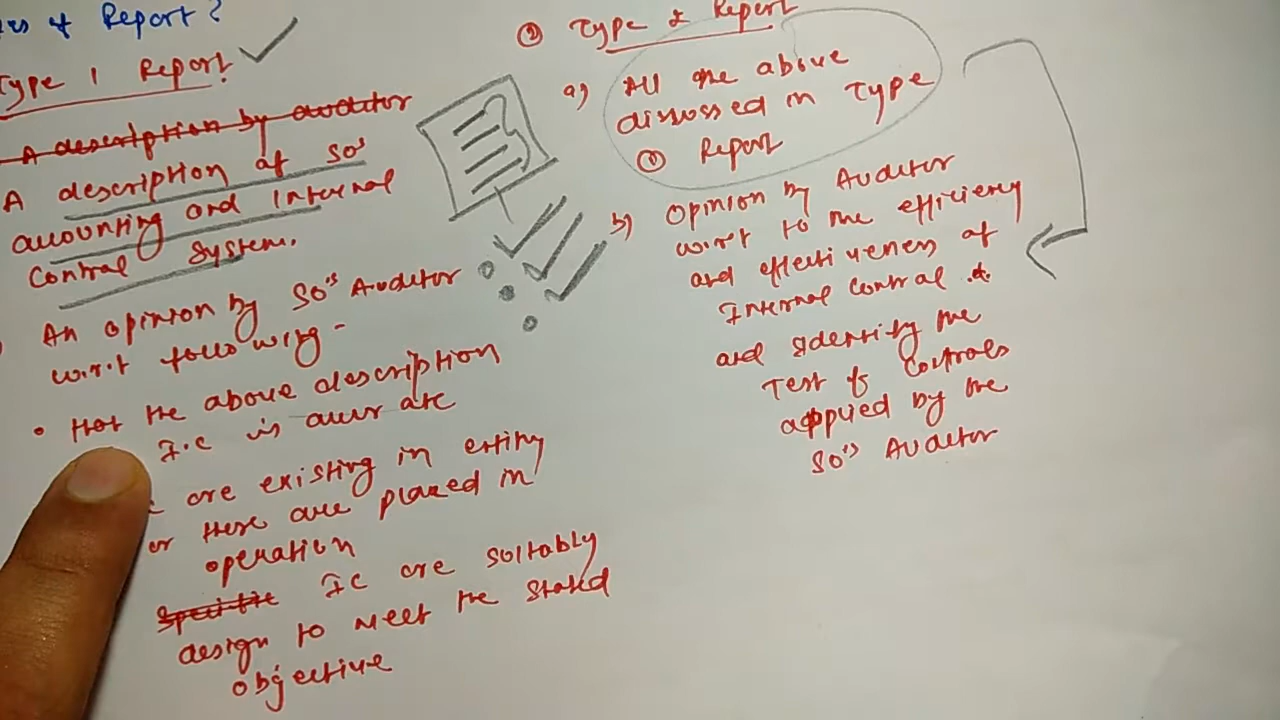 & Report?
Type 1 Report.
A description by auditor
A description of SO's
accounting and Internal
Control System.
An opinion by SO's Auditor
w.r.t following -
• that the above description
I.C is accurate
are existing in entity
or these are placed in
operation
Specific I C are suitably
design to meet the stated
objective
② Type 2 Report
a) All the above
discussed in Type
① Report
b) Opinion by Auditor
w.r.t to the efficiency
and effectiveness of
Internal control &
and Identify the
Test of Controls
applied by the
SO's Auditor